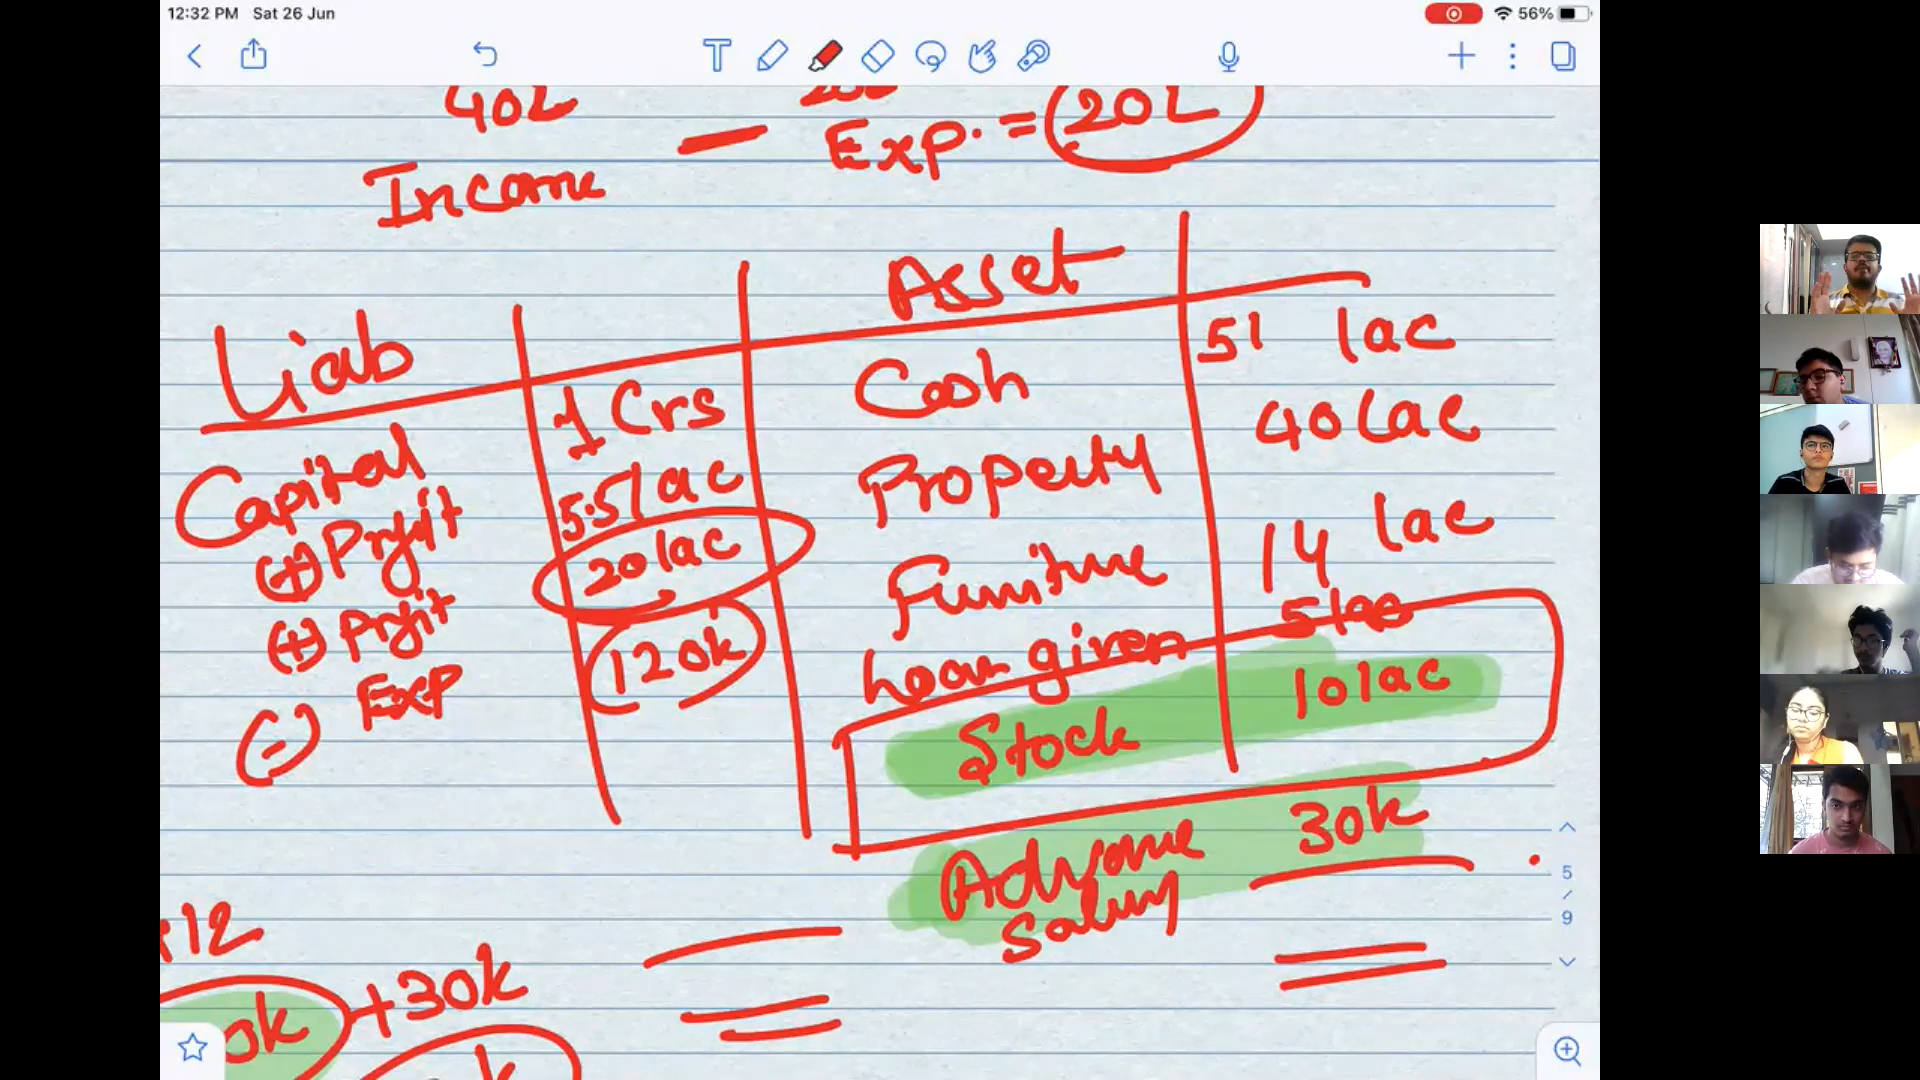 12:32 PM Sat 26 Jun
56%
40L
Exp. = 20L
Income
Liab Asset
Capital 1 Crs Cash 51 lac
(+) Profit 5.5 lac Property 40 lac
(+) Profit 20 lac Furniture 14 lac
(-) Exp 120k Loan given 5 lac
Stock 10 lac
Advance Salary 30k
12
0k +30k
k
5
/
9